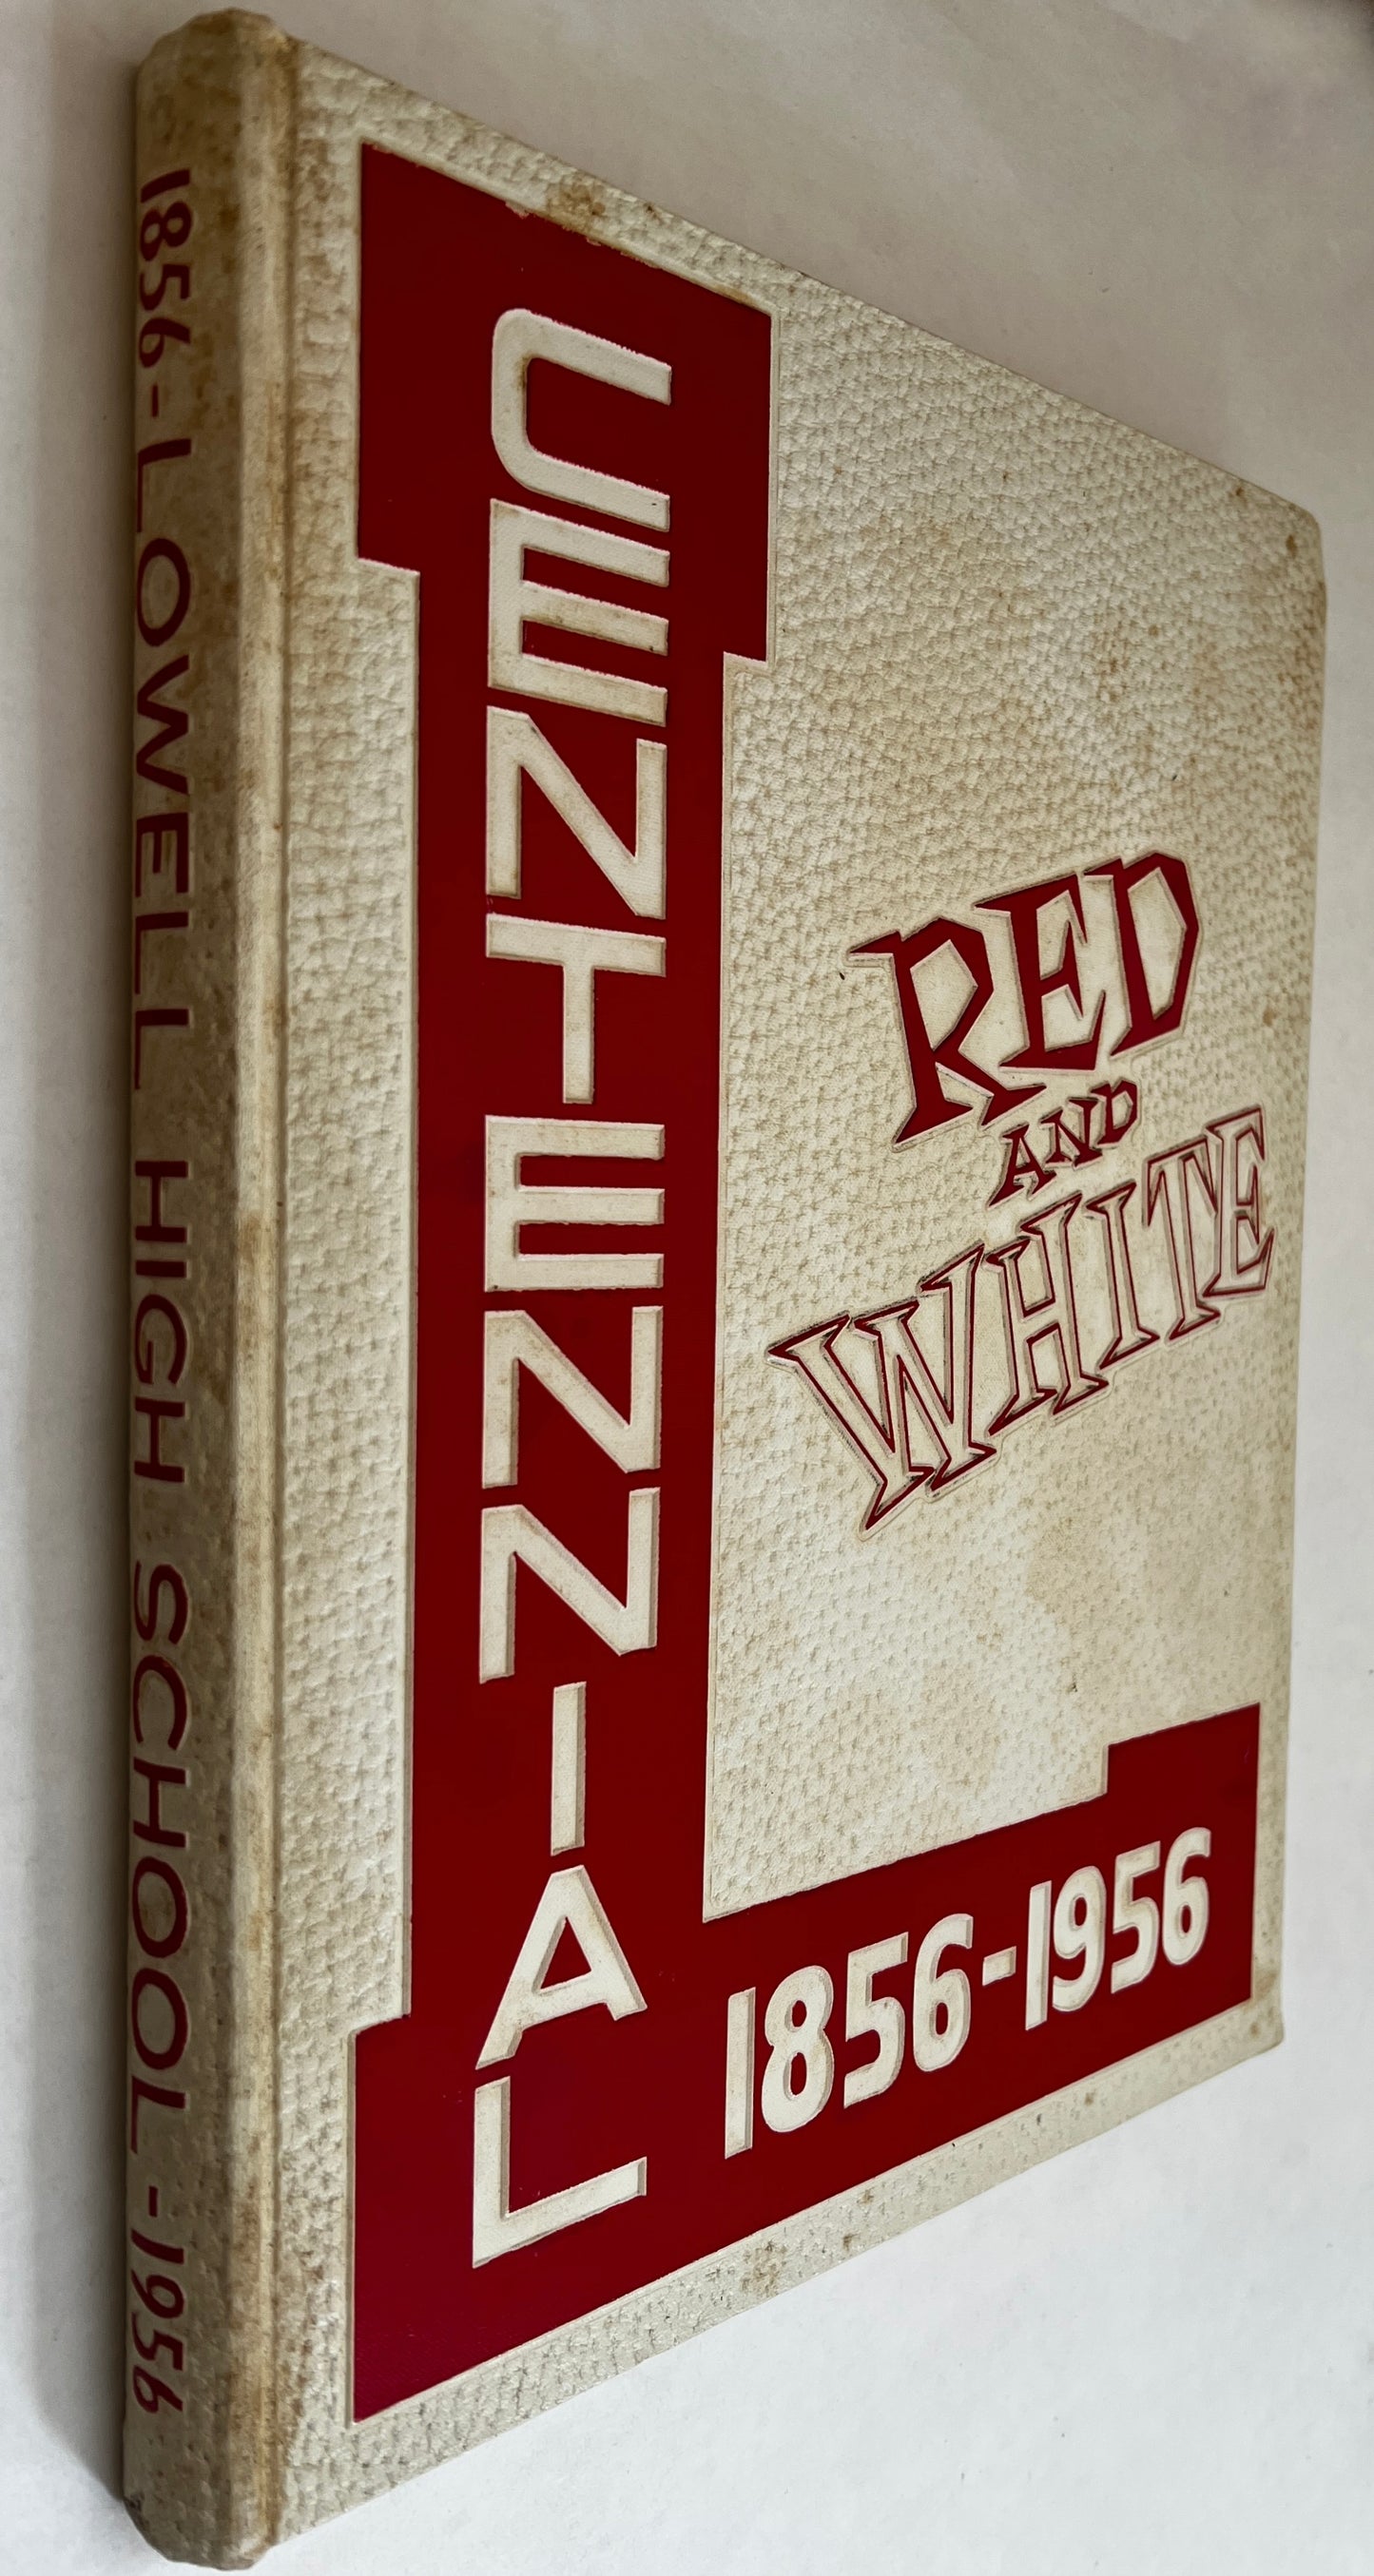 1856-LOWELL HIGH SCHOOL-1956
CENTENNIAL
RED
AND
WHITE
1856-1956